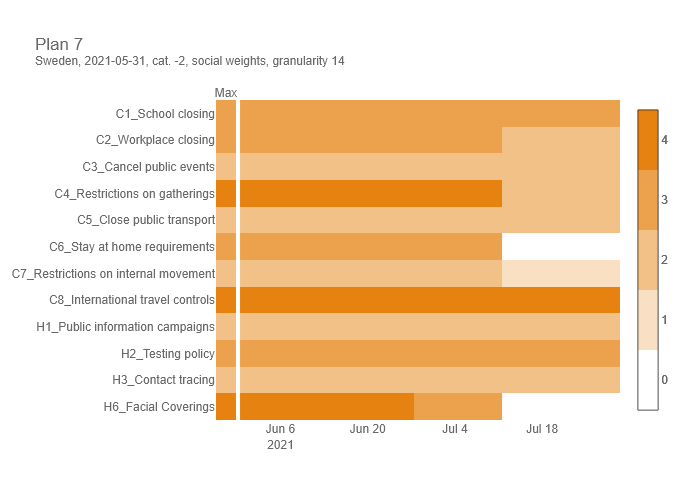 Plan 7
Sweden, 2021-05-31, cat. -2, social weights, granularity 14
Max
C1_School closing
C2_Workplace closing
C3_Cancel public events
C4_Restrictions on gatherings
C5_Close public transport
C6_Stay at home requirements
C7_Restrictions on internal movement
C8_International travel controls
H1_Public information campaigns
H2_Testing policy
H3_Contact tracing
H6_Facial Coverings
Jun 6 Jun 20 Jul 4 Jul 18
2021
4
3
2
1
0